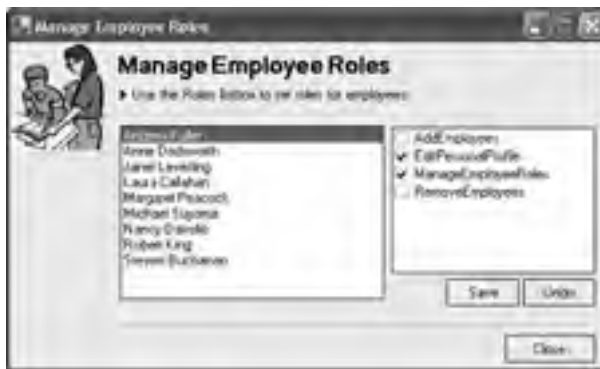 Manage Employee Roles
Manage Employee Roles
Use the Roles listbox to set roles for employees
Andrew Fuller
Anne Dodsworth
Janet Leverling
Laura Callahan
Margaret Peacock
Michael Suyama
Nancy Davolio
Robert King
Steven Buchanan
AddEmployees
EditPersonalProfile
ManageEmployeeRoles
RemoveEmployees
Save
Undo
Close